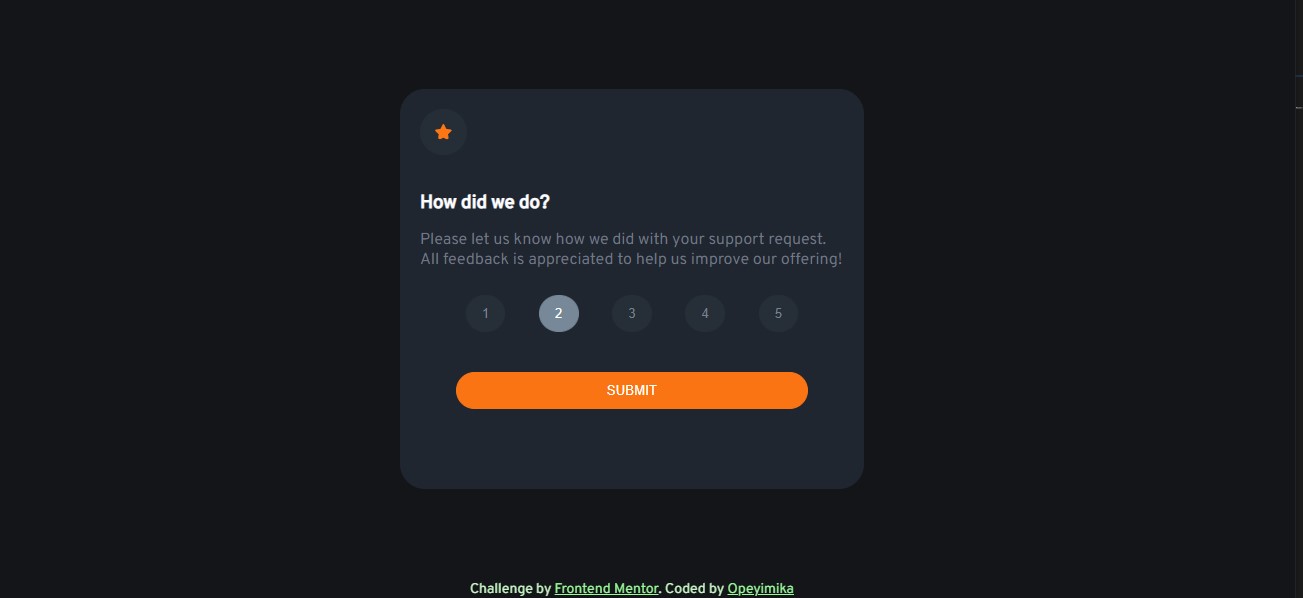 How did we do?
Please let us know how we did with your support request.
All feedback is appreciated to help us improve our offering!
1 2 3 4 5
SUBMIT
Challenge by Frontend Mentor. Coded by Opeyimika